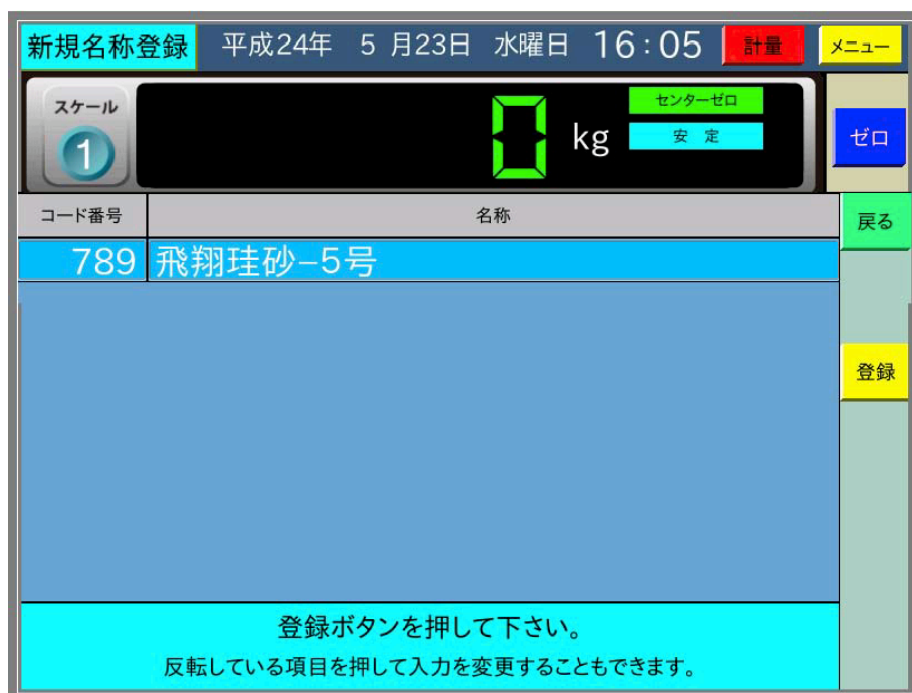 新規名称登録 平成24年 5 月23日 水曜日 16:05 計量 メニュー
スケール
1
0 kg
センターゼロ
安 定
ゼロ
コード番号 名称
戻る
789 飛翔珪砂−5号
登録
登録ボタンを押して下さい。
反転している項目を押して入力を変更することもできます。